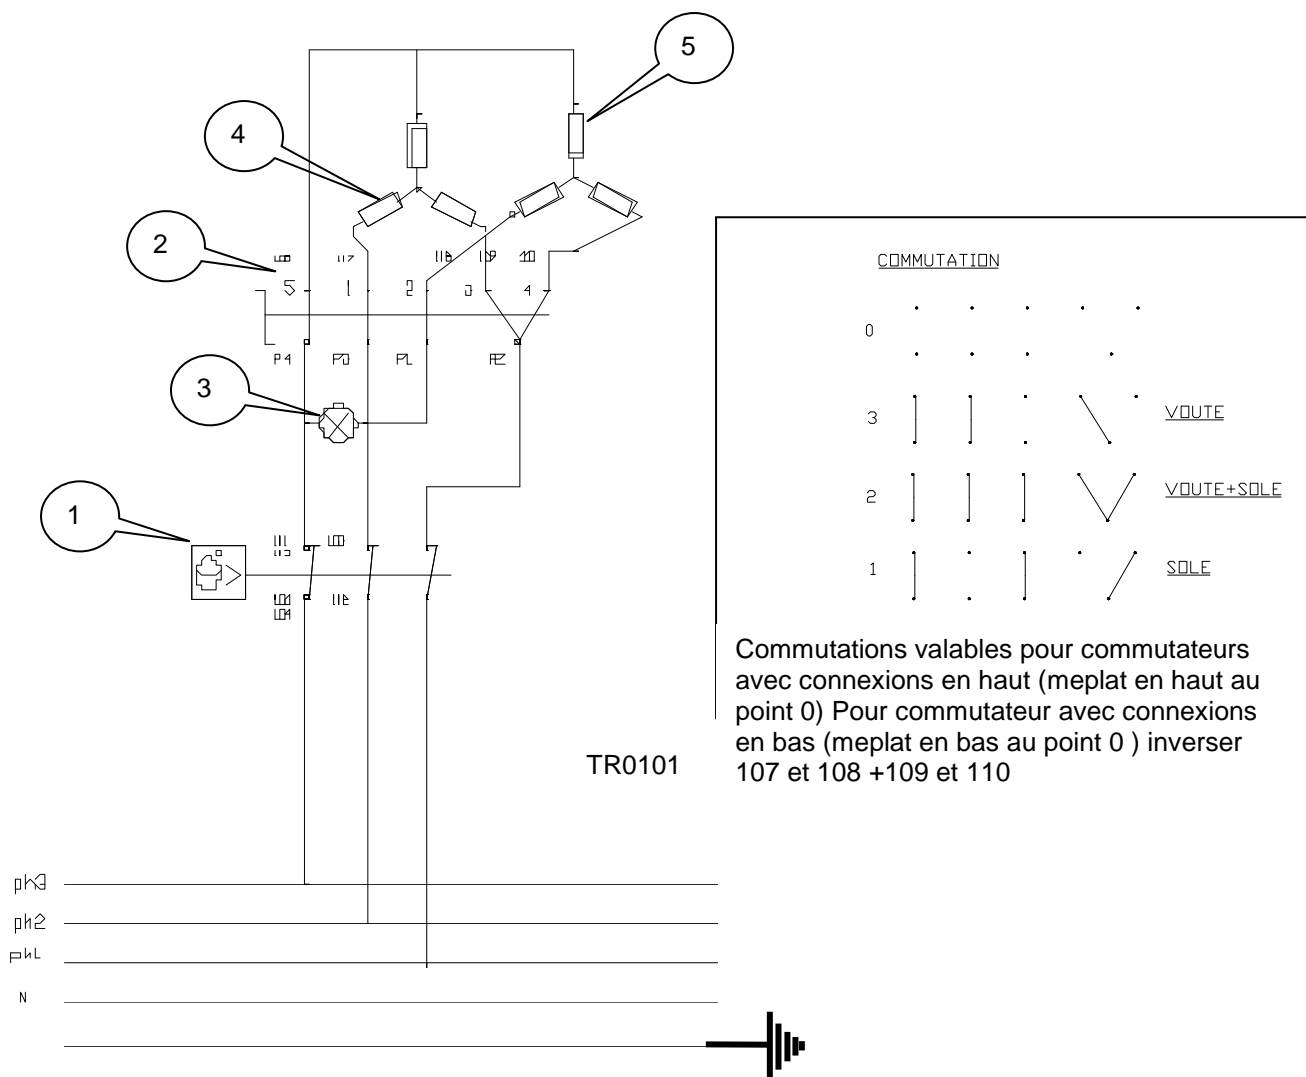 5
4
2
5 1 2 3 4
P4
3
1
COMMUTATION
0
3 VOUTE
2 VOUTE+SOLE
1 SOLE
Commutations valables pour commutateurs
avec connexions en haut (meplat en haut au
point 0) Pour commutateur avec connexions
en bas (meplat en bas au point 0 ) inverser
107 et 108 +109 et 110
TR0101
ph3
ph2
ph1
N